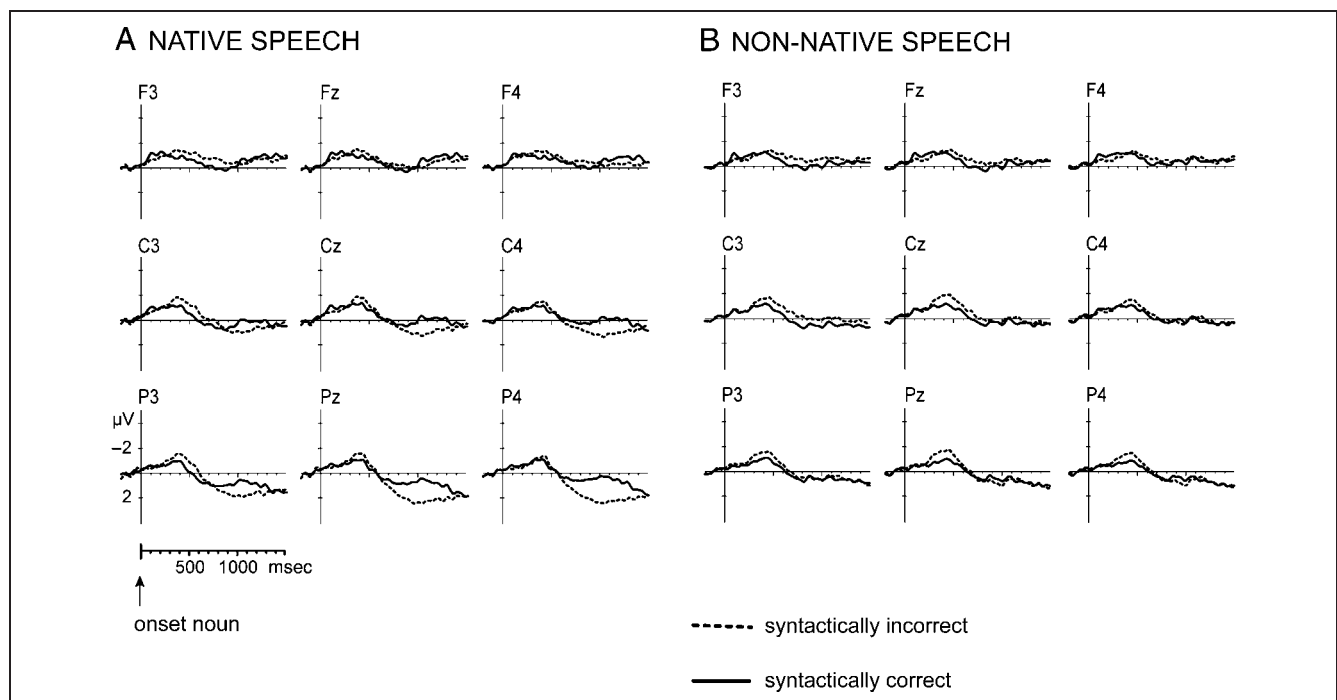 A NATIVE SPEECH
F3 Fz F4
C3 Cz C4
P3 Pz P4
µV
−2
2
500 1000 msec
onset noun
B NON-NATIVE SPEECH
F3 Fz F4
C3 Cz C4
P3 Pz P4
syntactically incorrect
syntactically correct